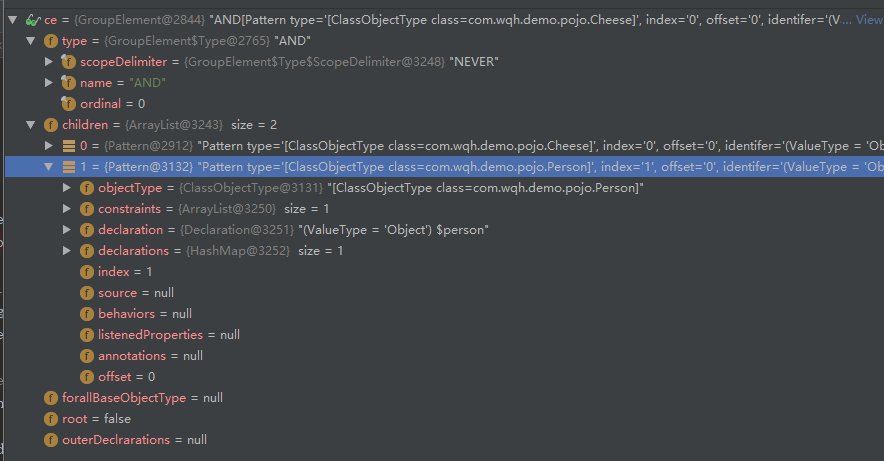 ce = {GroupElement@2844} "AND[Pattern type='[ClassObjectType class=com.wqh.demo.pojo.Cheese]', index='0', offset='0', identifer='(V... View
type = {GroupElement$Type@2765} "AND"
scopeDelimiter = {GroupElement$Type$ScopeDelimiter@3248} "NEVER"
name = "AND"
ordinal = 0
children = {ArrayList@3243} size = 2
0 = {Pattern@2912} "Pattern type='[ClassObjectType class=com.wqh.demo.pojo.Cheese]', index='0', offset='0', identifer='(ValueType = 'Ob
1 = {Pattern@3132} "Pattern type='[ClassObjectType class=com.wqh.demo.pojo.Person]', index='1', offset='0', identifer='(ValueType = 'Ob
objectType = {ClassObjectType@3131} "[ClassObjectType class=com.wqh.demo.pojo.Person]"
constraints = {ArrayList@3250} size = 1
declaration = {Declaration@3251} "(ValueType = 'Object') $person"
declarations = {HashMap@3252} size = 1
index = 1
source = null
behaviors = null
listenedProperties = null
annotations = null
offset = 0
forallBaseObjectType = null
root = false
outerDeclrarations = null